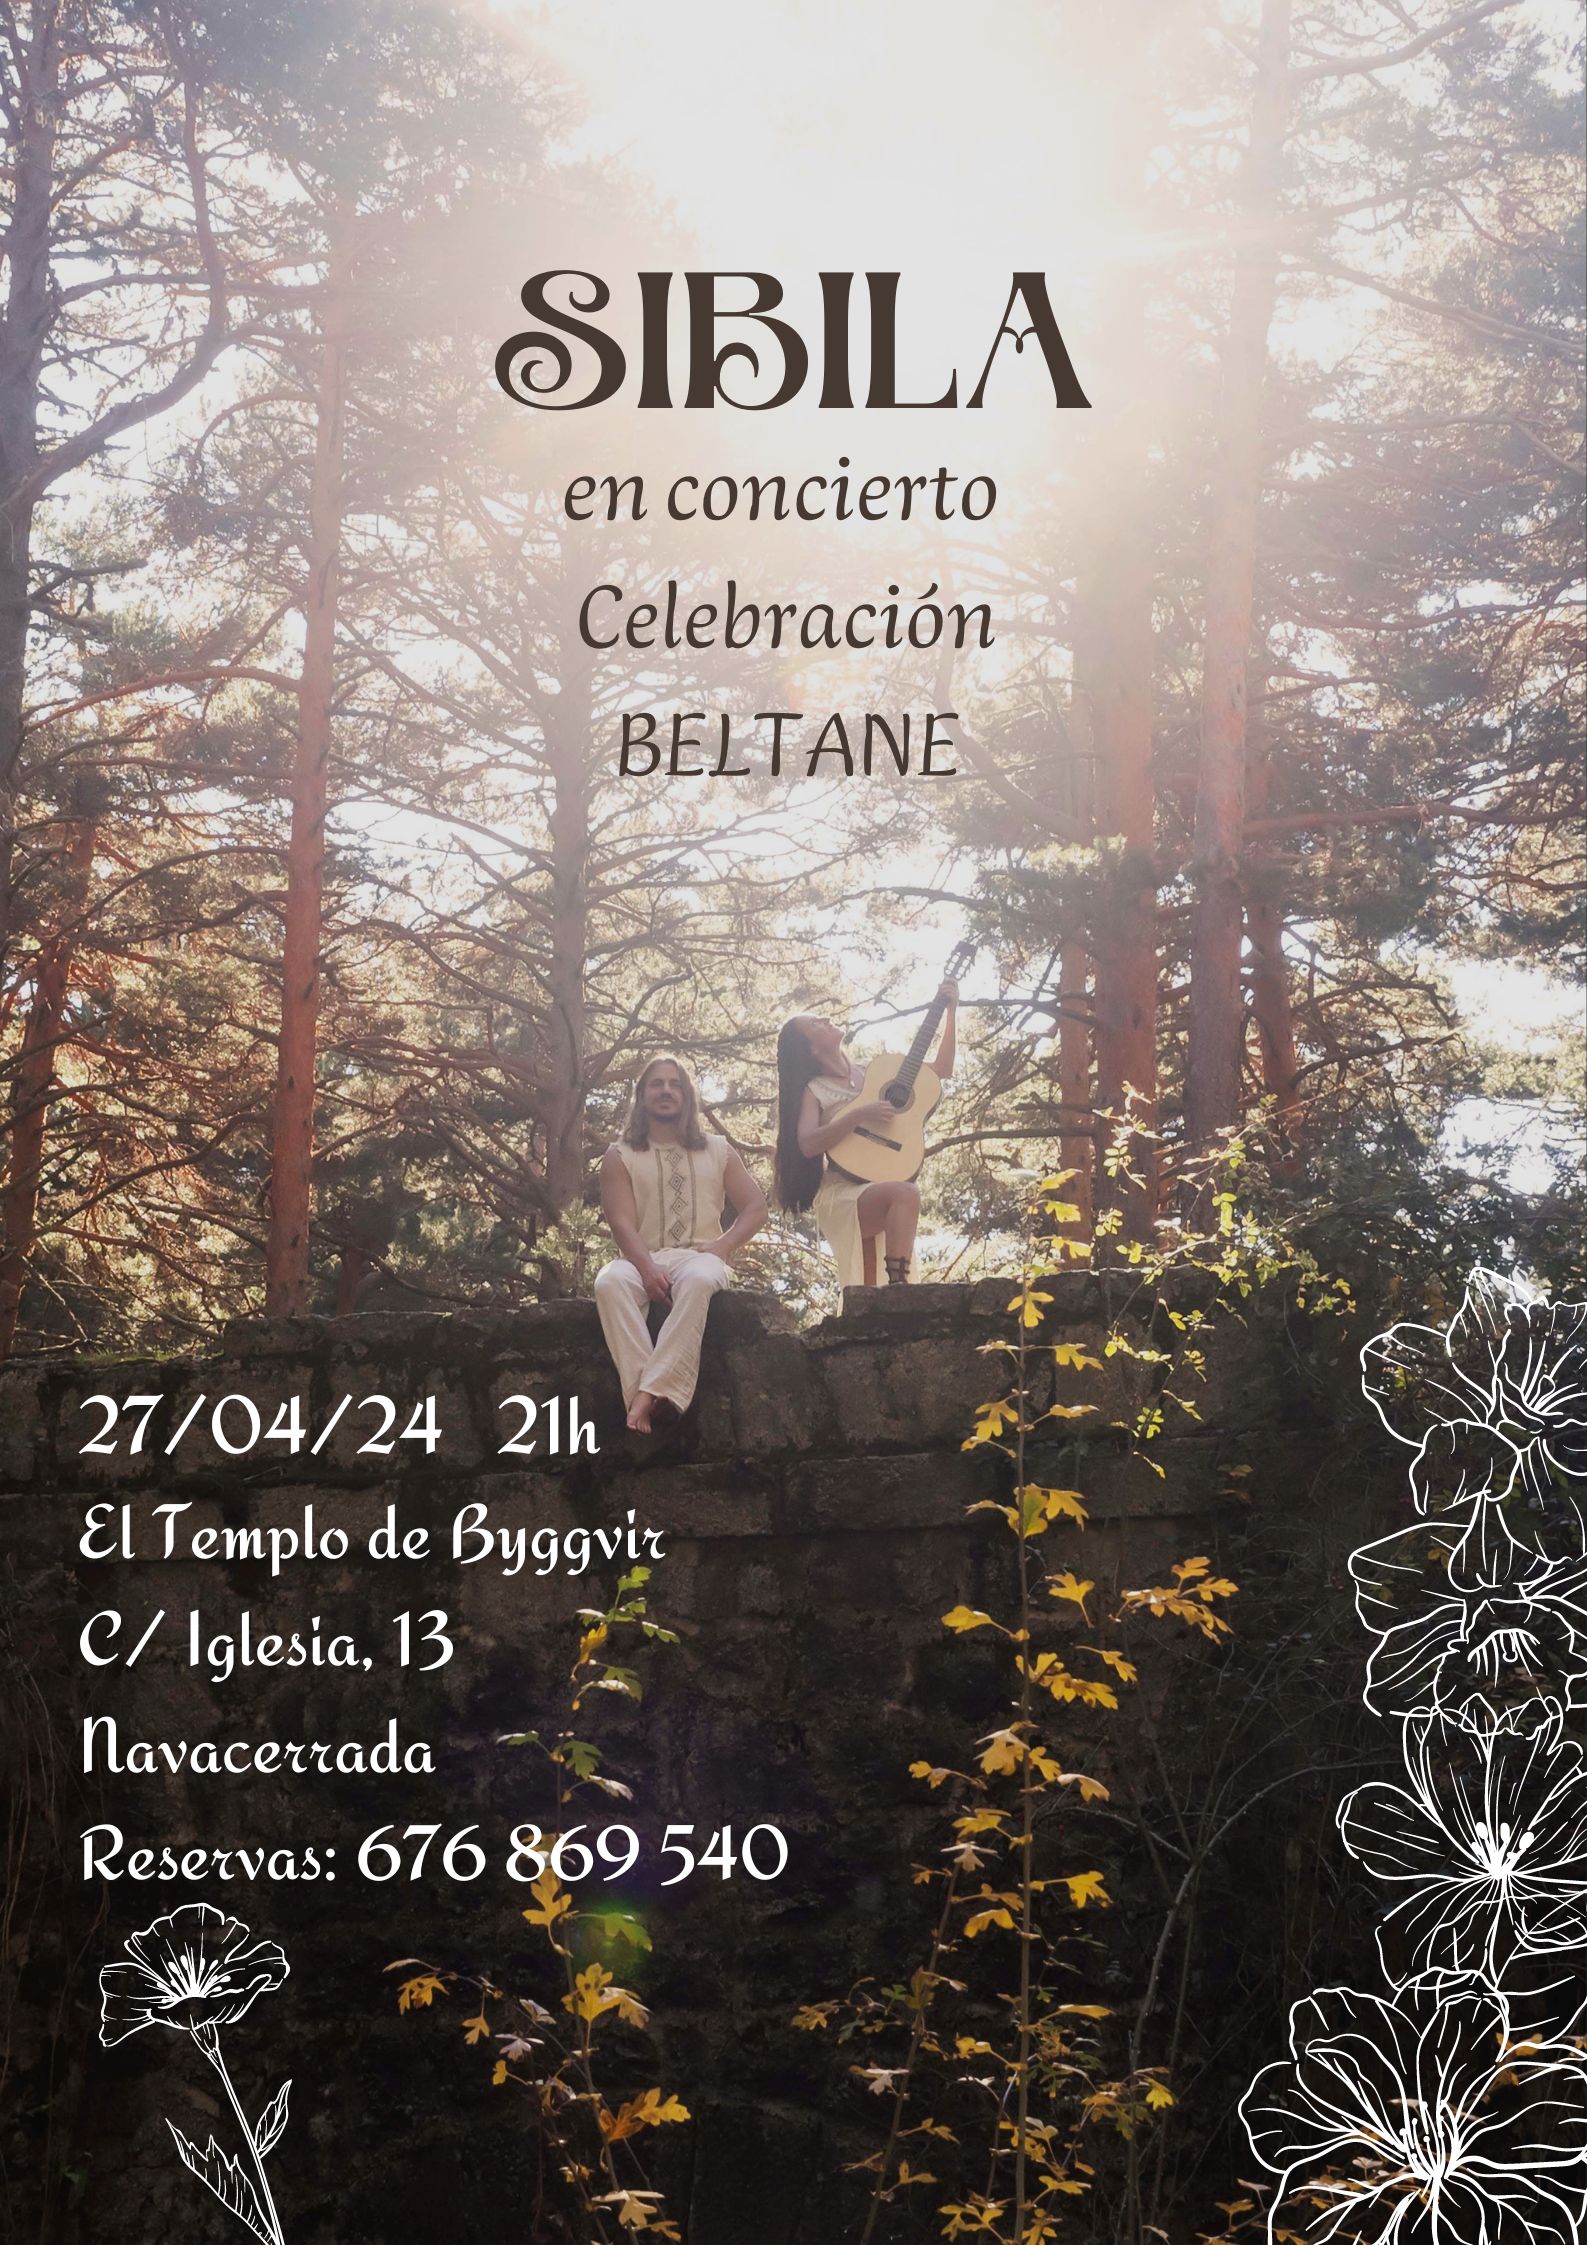 SIBILA
en concierto
Celebración
BELTANE
27/04/24 21h
El Templo de Byggvir
C/ Iglesia, 13
Navacerrada
Reservas: 676 869 540